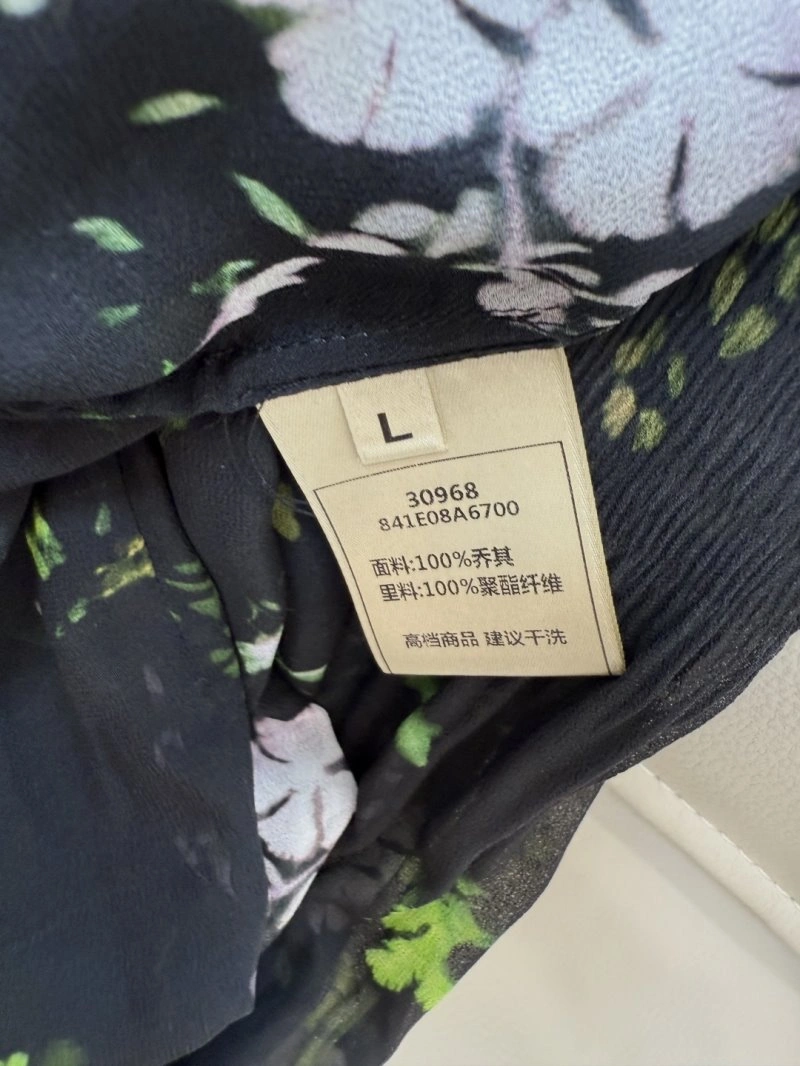 L
30968
841E08A6700
面料:100%乔其
里料:100%聚酯纤维
高档商品 建议干洗